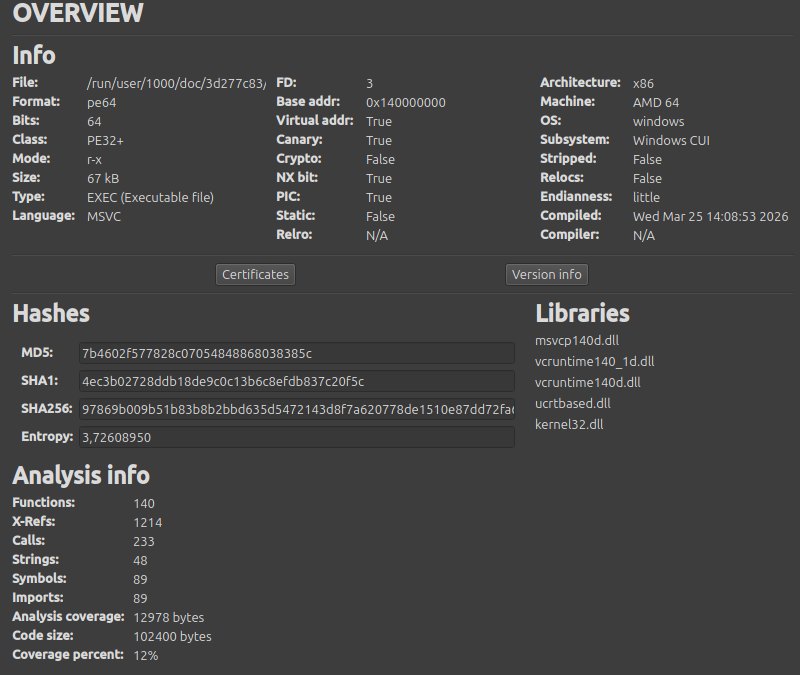 OVERVIEW
Info
File: /run/user/1000/doc/3d277c83/ FD: 3 Architecture: x86
Format: pe64 Base addr: 0x140000000 Machine: AMD 64
Bits: 64 Virtual addr: True OS: windows
Class: PE32+ Canary: True Subsystem: Windows CUI
Mode: r-x Crypto: False Stripped: False
Size: 67 kB NX bit: True Relocs: False
Type: EXEC (Executable file) PIC: True Endianness: little
Language: MSVC Static: False Compiled: Wed Mar 25 14:08:53 2026
Relro: N/A Compiler: N/A
Certificates Version info
Hashes Libraries
MD5: 7b4602f577828c07054848868038385c
SHA1: 4ec3b02728ddb18de9c0c13b6c8efdb837c20f5c
SHA256: 97869b009b51b83b8b2bbd635d5472143d8f7a620778de1510e87dd72fa
Entropy: 3,72608950
msvcp140d.dll
vcruntime140_1d.dll
vcruntime140d.dll
ucrtbased.dll
kernel32.dll
Analysis info
Functions: 140
X-Refs: 1214
Calls: 233
Strings: 48
Symbols: 89
Imports: 89
Analysis coverage: 12978 bytes
Code size: 102400 bytes
Coverage percent: 12%